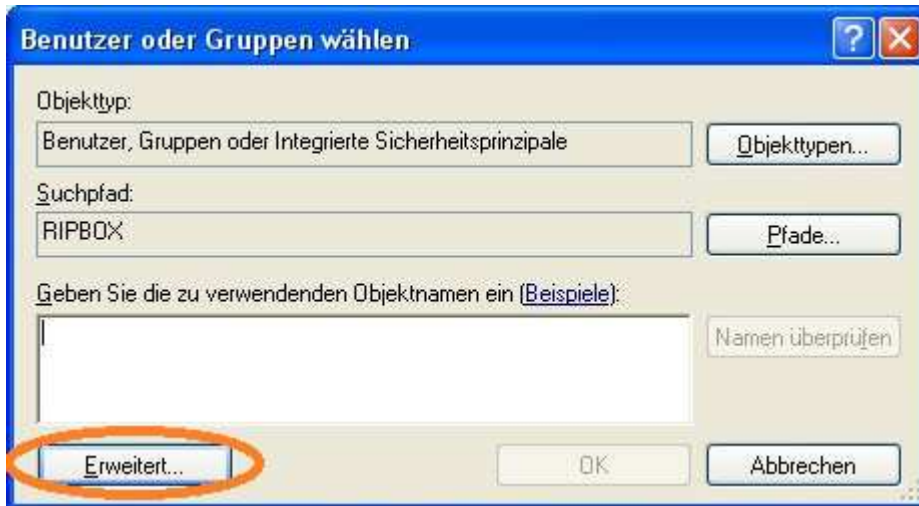 Benutzer oder Gruppen wählen
Objekttyp:
Benutzer, Gruppen oder Integrierte Sicherheitsprinzipale
Objekttypen...
Suchpfad:
RIPBOX
Pfade...
Geben Sie die zu verwendenden Objektnamen ein (Beispiele):
Namen überprüfen
Erweitert...
OK
Abbrechen